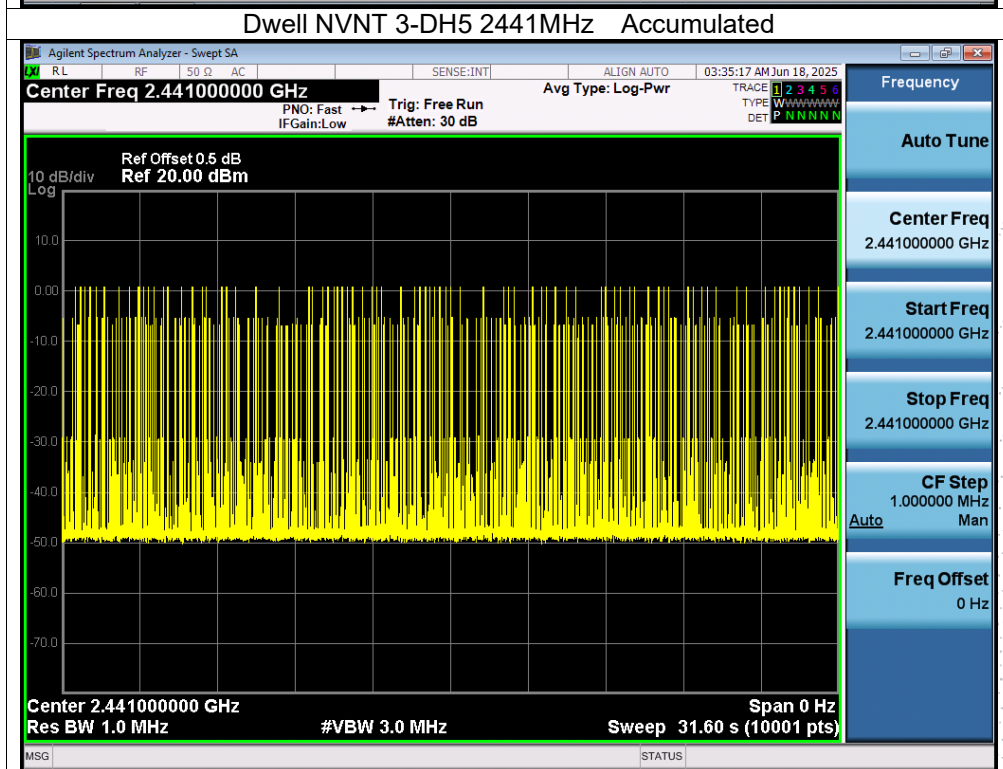 Dwell NVNT 3-DH5 2441MHz Accumulated
Agilent Spectrum Analyzer - Swept SA
LXI RL RF 50 Ω AC SENSE:INT ALIGN AUTO 03:35:17 AM Jun 18, 2025
Center Freq 2.441000000 GHz Avg Type: Log-Pwr TRACE 1 2 3 4 5 6
PNO: Fast Trig: Free Run TYPE WWWWWWW
IFGain:Low #Atten: 30 dB DET P N N N N N
Frequency
Auto Tune
Center Freq
2.441000000 GHz
Start Freq
2.441000000 GHz
Stop Freq
2.441000000 GHz
CF Step
1.000000 MHz
Auto Man
Freq Offset
0 Hz
Ref Offset 0.5 dB
10 dB/div Ref 20.00 dBm
Log
10.0
0.00
-10.0
-20.0
-30.0
-40.0
-50.0
-60.0
-70.0
Center 2.441000000 GHz Span 0 Hz
Res BW 1.0 MHz #VBW 3.0 MHz Sweep 31.60 s (10001 pts)
MSG STATUS